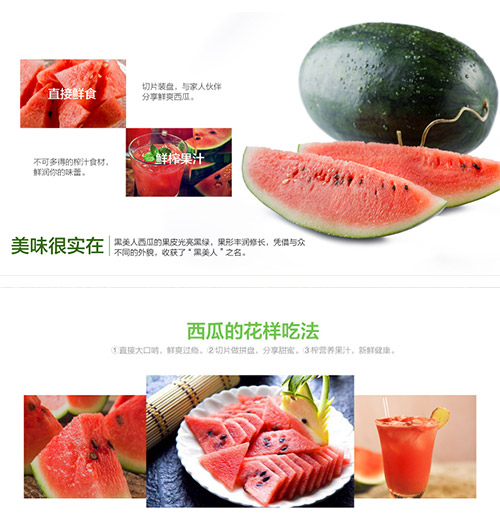 直接鲜食
切片装盘，与家人伙伴
分享鲜爽西瓜。
不可多得的榨汁食材，
鲜润你的味蕾。
鲜榨果汁
美味很实在
黑美人西瓜的果皮光亮黑绿，果形丰润修长，凭借与众
不同的外貌，收获了“黑美人”之名。
西瓜的花样吃法
①直接大口啃，鲜爽过瘾。②切片做拼盘，分享甜蜜。③榨营养果汁，新鲜健康。